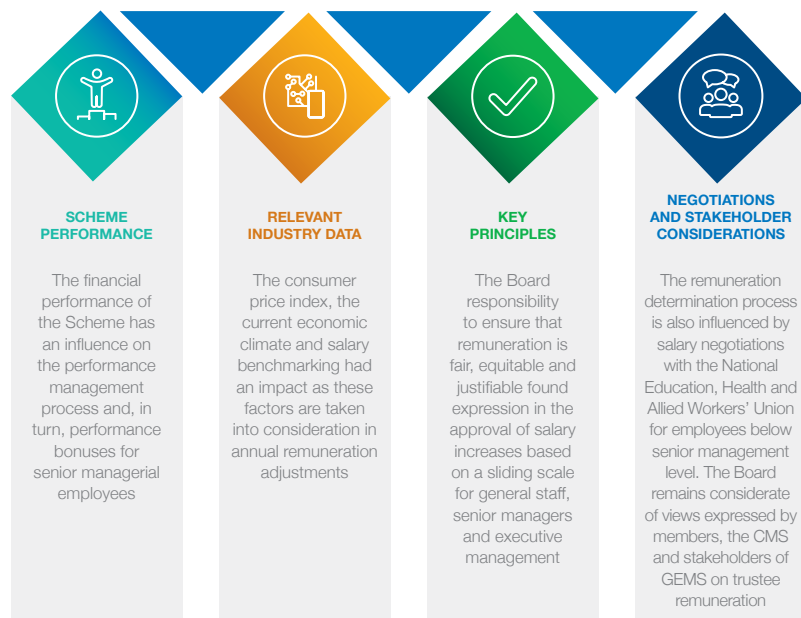 SCHEME
PERFORMANCE
The financial
performance of
the Scheme has
an influence on
the performance
management
process and, in
turn, performance
bonuses for
senior managerial
employees
RELEVANT
INDUSTRY DATA
The consumer
price index, the
current economic
climate and salary
benchmarking had
an impact as these
factors are taken
into consideration in
annual remuneration
adjustments
KEY
PRINCIPLES
The Board
responsibility
to ensure that
remuneration is
fair, equitable and
justifiable found
expression in the
approval of salary
increases based
on a sliding scale
for general staff,
senior managers
and executive
management
NEGOTIATIONS
AND STAKEHOLDER
CONSIDERATIONS
The remuneration
determination process
is also influenced by
salary negotiations
with the National
Education, Health and
Allied Workers’ Union
for employees below
senior management
level. The Board
remains considerate
of views expressed by
members, the CMS
and stakeholders of
GEMS on trustee
remuneration